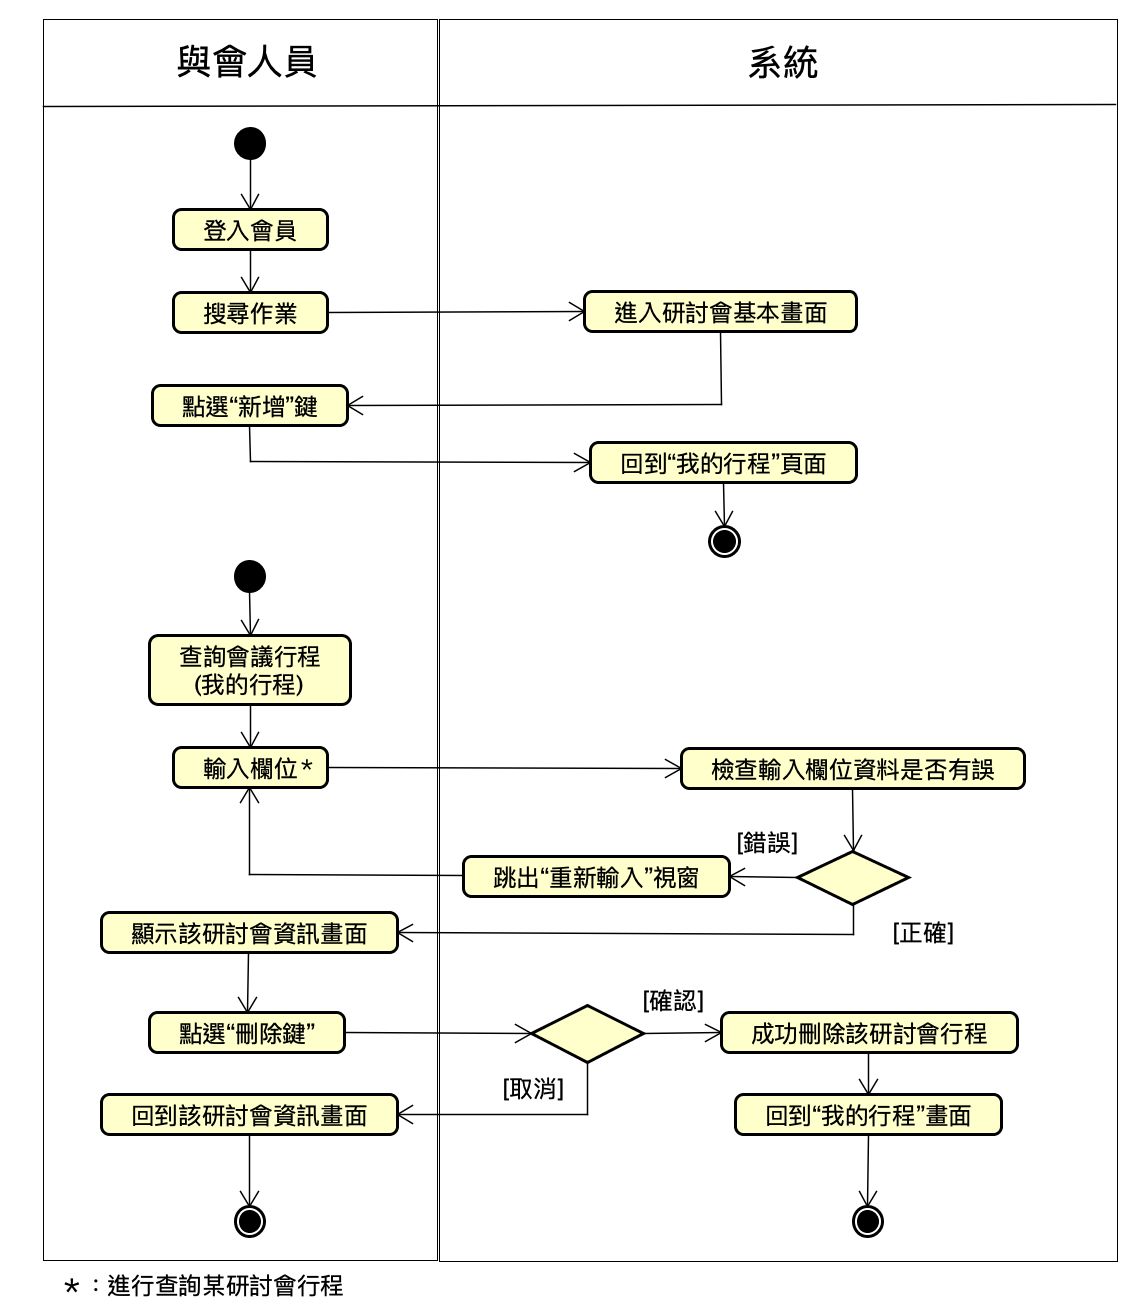 與會人員
系統
登入會員
搜尋作業
進入研討會基本畫面
點選“新增”鍵
回到“我的行程”頁面
查詢會議行程
(我的行程)
輸入欄位*
檢查輸入欄位資料是否有誤
[錯誤]
跳出“重新輸入”視窗
顯示該研討會資訊畫面
[正確]
[確認]
點選“刪除鍵”
成功刪除該研討會行程
[取消]
回到該研討會資訊畫面
回到“我的行程”畫面
*：進行查詢某研討會行程